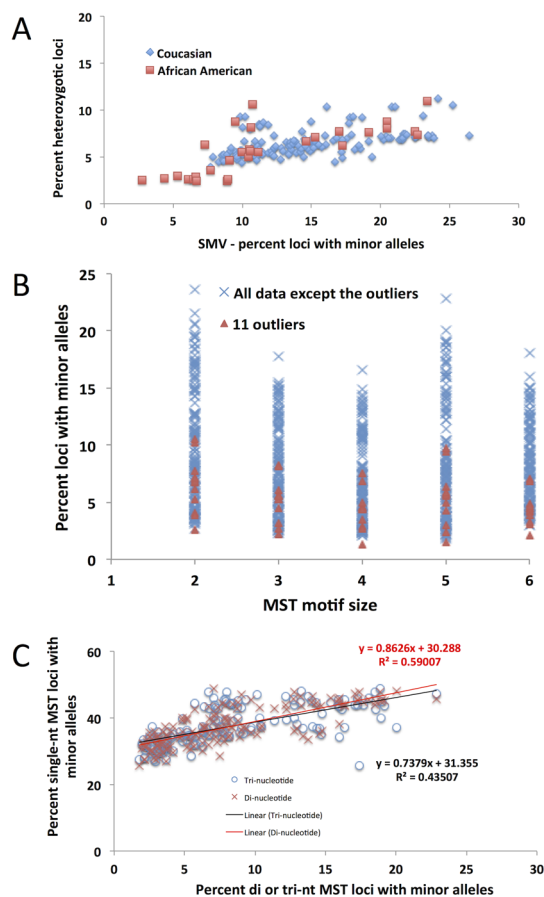 A
Percent heterozygotic loci
20
15
10
5
0
Coucasian
African American
0 5 10 15 20 25 30
SMV - percent loci with minor alleles
B
Percent loci with minor alleles
25
20
15
10
5
0
All data except the outliers
11 outliers
1 2 3 4 5 6
MST motif size
C
Percent single-nt MST loci with
minor alleles
60
40
20
0
y = 0.8626x + 30.288
R² = 0.59007
y = 0.7379x + 31.355
R² = 0.43507
Tri-nucleotide
Di-nucleotide
Linear (Tri-nucleotide)
Linear (Di-nucleotide)
0 5 10 15 20 25 30
Percent di or tri-nt MST loci with minor alleles